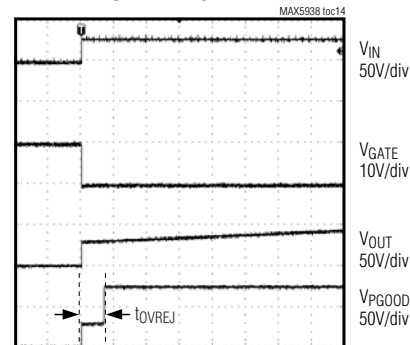 MAX5938 toc14
VIN
50V/div
VGATE
10V/div
VOUT
50V/div
VPGOOD
50V/div
tOVREJ